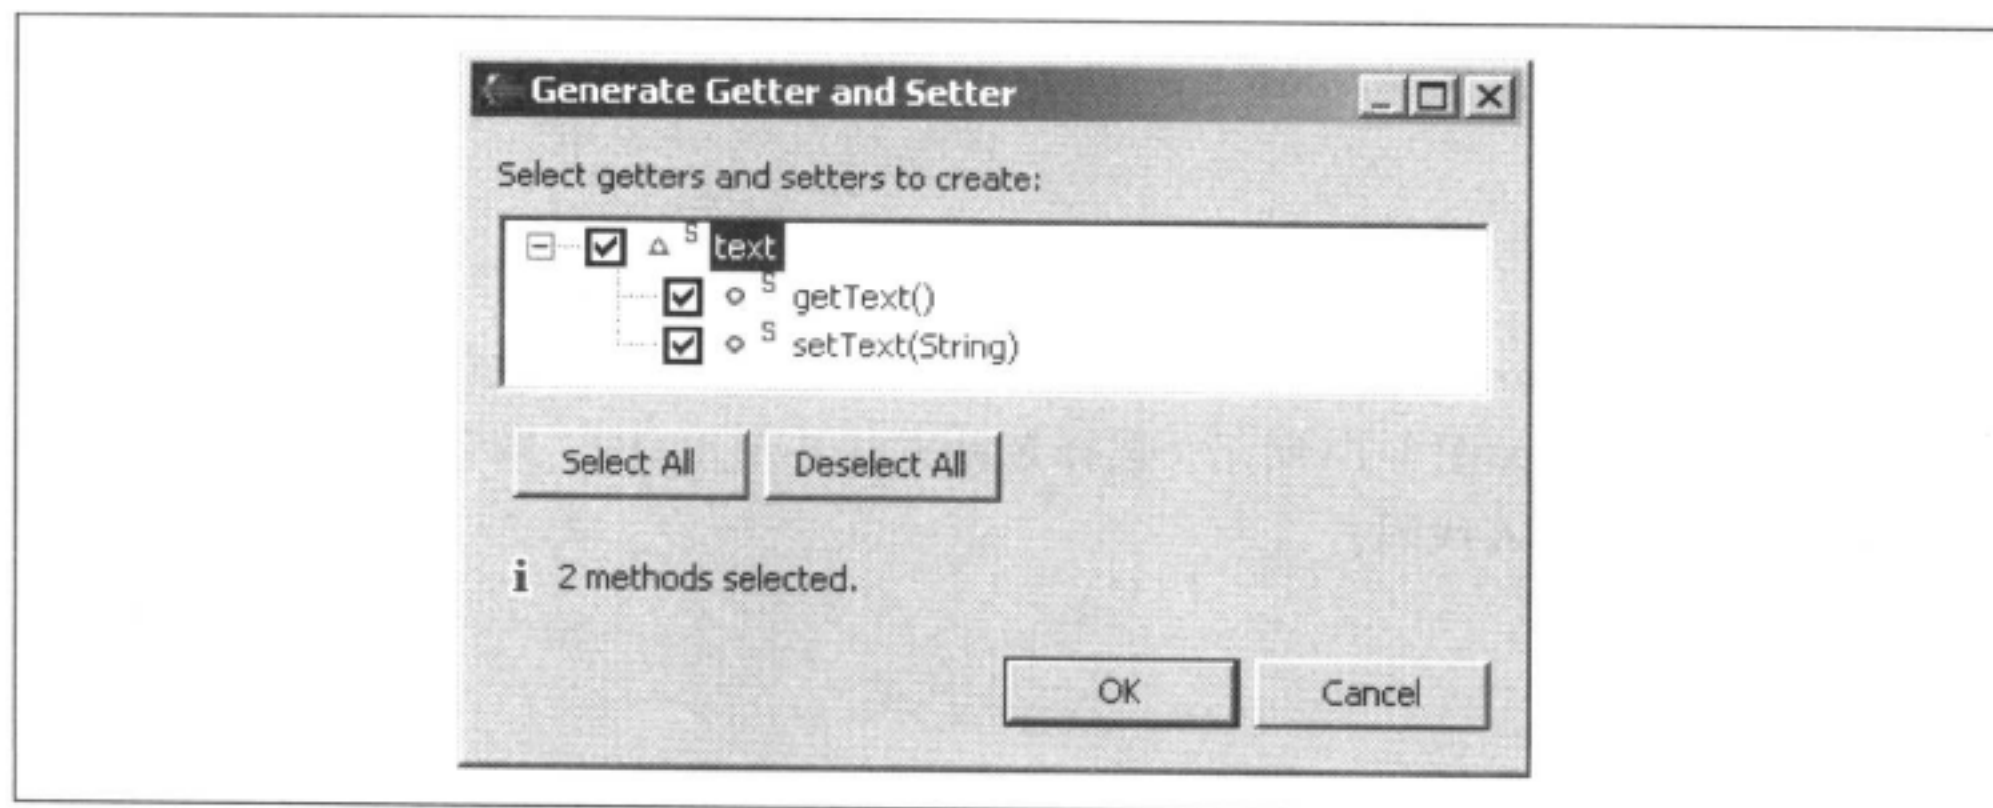 Generate Getter and Setter
Select getters and setters to create:
S text
S getText()
S setText(String)
Select All Deselect All
i 2 methods selected.
OK Cancel